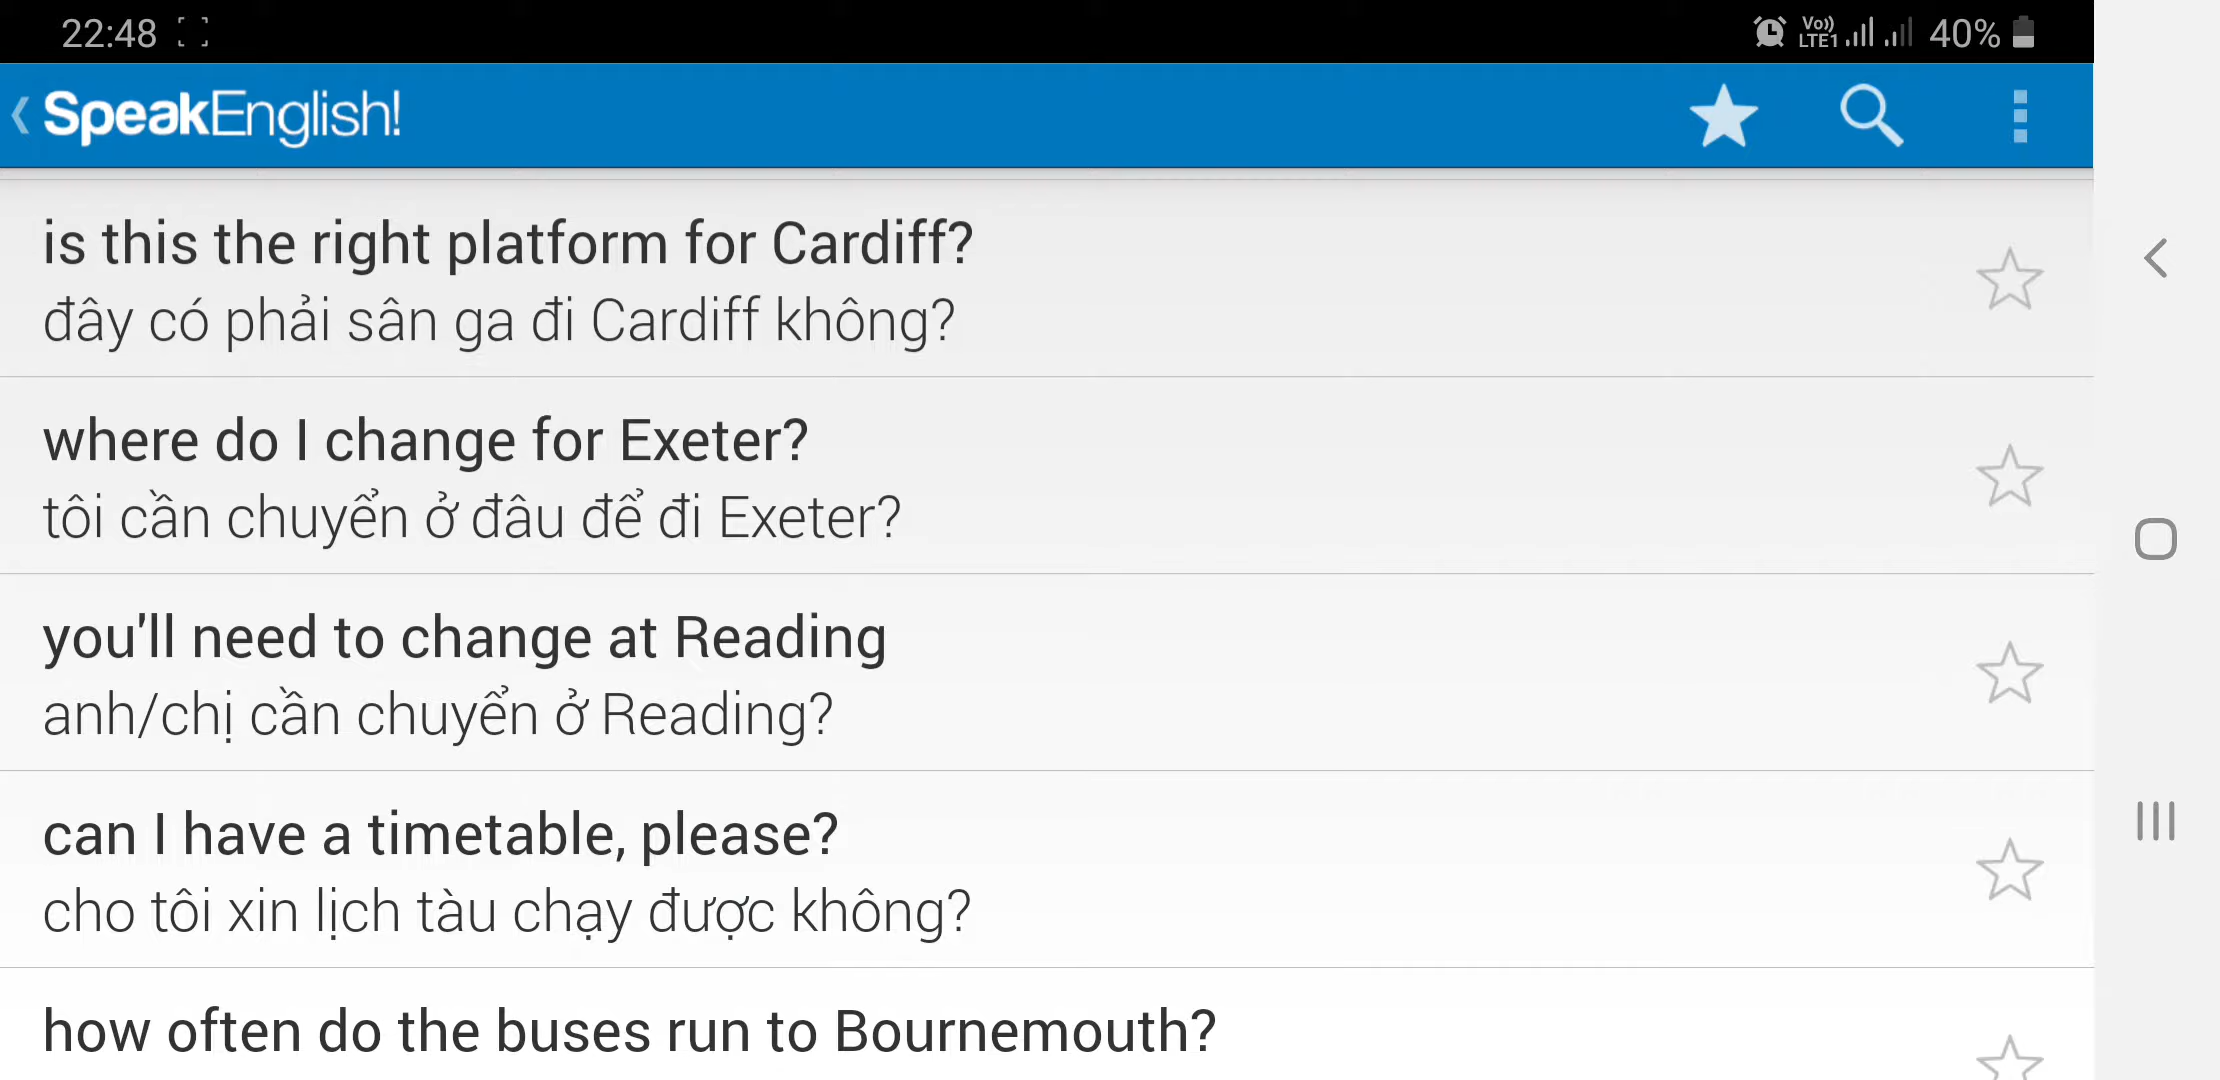 22:48
Vo)) LTE1 40%
SpeakEnglish!
is this the right platform for Cardiff?
đây có phải sân ga đi Cardiff không?
where do I change for Exeter?
tôi cần chuyển ở đâu để đi Exeter?
you'll need to change at Reading
anh/chị cần chuyển ở Reading?
can I have a timetable, please?
cho tôi xin lịch tàu chạy được không?
how often do the buses run to Bournemouth?